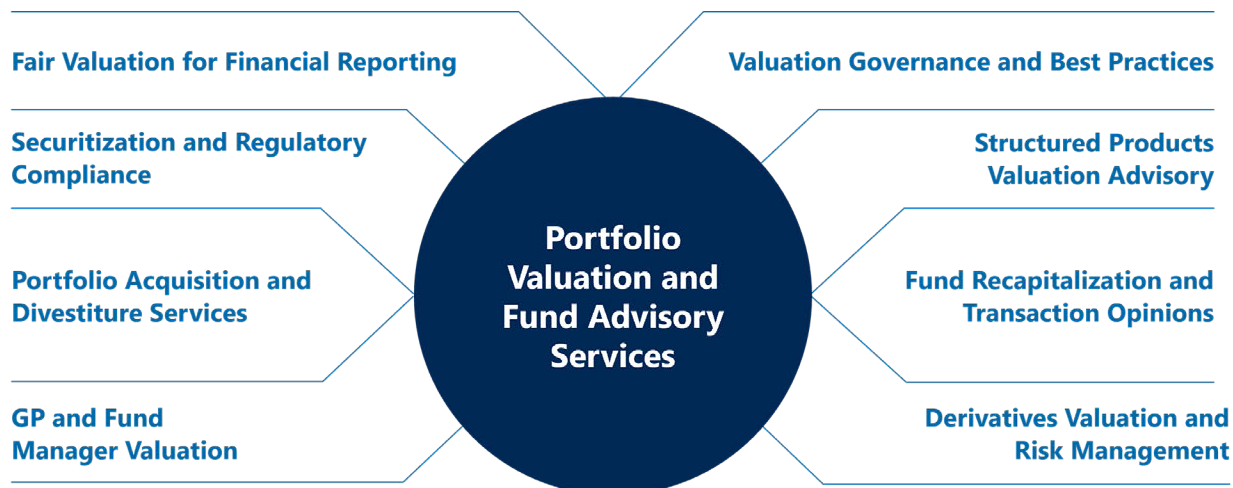 Fair Valuation for Financial Reporting
Securitization and Regulatory
Compliance
Portfolio Acquisition and
Divestiture Services
GP and Fund
Manager Valuation
Portfolio
Valuation and
Fund Advisory
Services
Valuation Governance and Best Practices
Structured Products
Valuation Advisory
Fund Recapitalization and
Transaction Opinions
Derivatives Valuation and
Risk Management